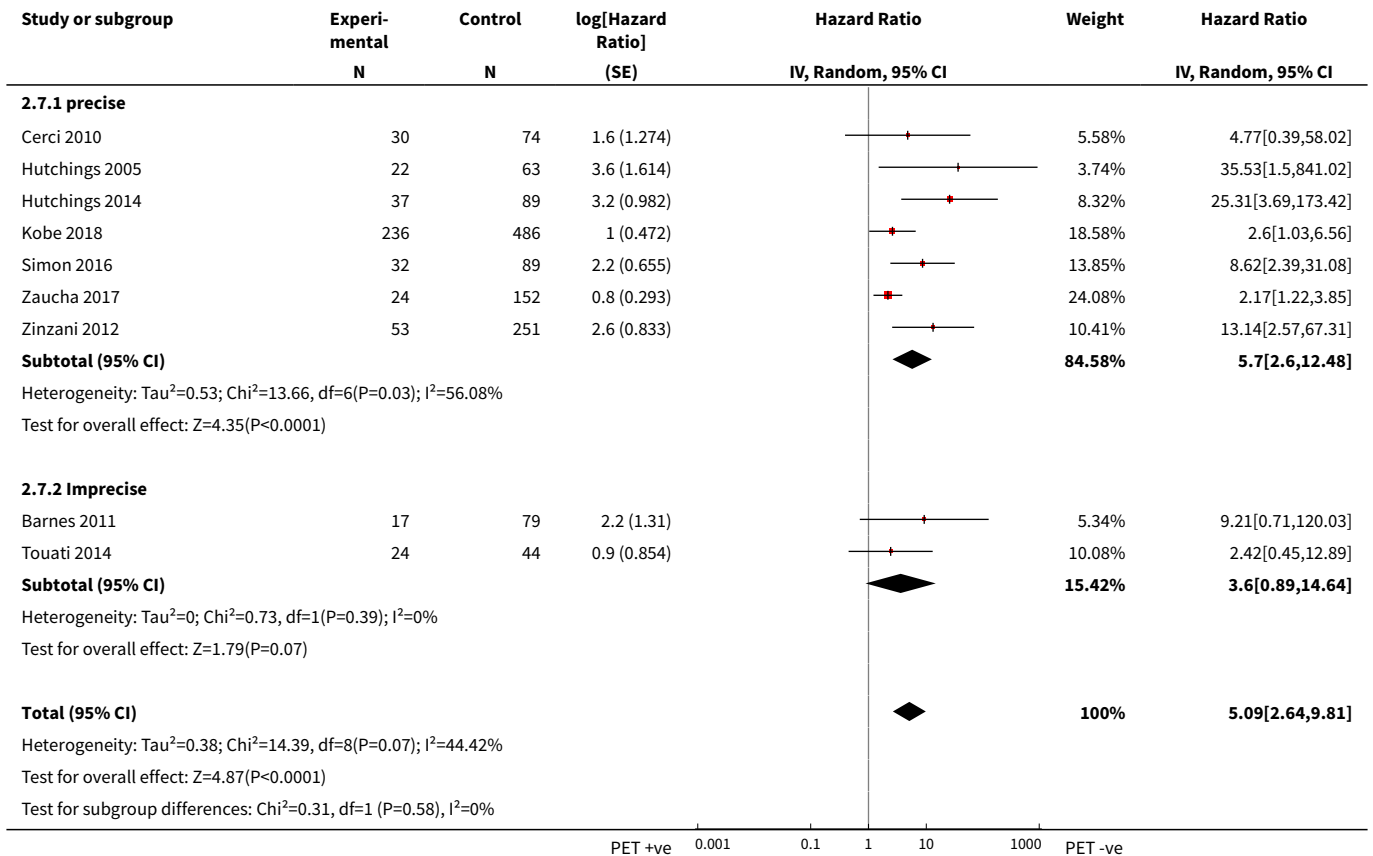 Study or subgroup Experi- Control log[Hazard Hazard Ratio Weight Hazard Ratio
mental Ratio]
N N (SE) IV, Random, 95% CI IV, Random, 95% CI
2.7.1 precise
Cerci 2010 30 74 1.6 (1.274) 5.58% 4.77[0.39,58.02]
Hutchings 2005 22 63 3.6 (1.614) 3.74% 35.53[1.5,841.02]
Hutchings 2014 37 89 3.2 (0.982) 8.32% 25.31[3.69,173.42]
Kobe 2018 236 486 1 (0.472) 18.58% 2.6[1.03,6.56]
Simon 2016 32 89 2.2 (0.655) 13.85% 8.62[2.39,31.08]
Zaucha 2017 24 152 0.8 (0.293) 24.08% 2.17[1.22,3.85]
Zinzani 2012 53 251 2.6 (0.833) 10.41% 13.14[2.57,67.31]
Subtotal (95% CI) 84.58% 5.7[2.6,12.48]
Heterogeneity: Tau²=0.53; Chi²=13.66, df=6(P=0.03); I²=56.08%
Test for overall effect: Z=4.35(P<0.0001)
2.7.2 Imprecise
Barnes 2011 17 79 2.2 (1.31) 5.34% 9.21[0.71,120.03]
Touati 2014 24 44 0.9 (0.854) 10.08% 2.42[0.45,12.89]
Subtotal (95% CI) 15.42% 3.6[0.89,14.64]
Heterogeneity: Tau²=0; Chi²=0.73, df=1(P=0.39); I²=0%
Test for overall effect: Z=1.79(P=0.07)
Total (95% CI) 100% 5.09[2.64,9.81]
Heterogeneity: Tau²=0.38; Chi²=14.39, df=8(P=0.07); I²=44.42%
Test for overall effect: Z=4.87(P<0.0001)
Test for subgroup differences: Chi²=0.31, df=1 (P=0.58), I²=0%
PET +ve 0.001 0.1 1 10 1000 PET -ve